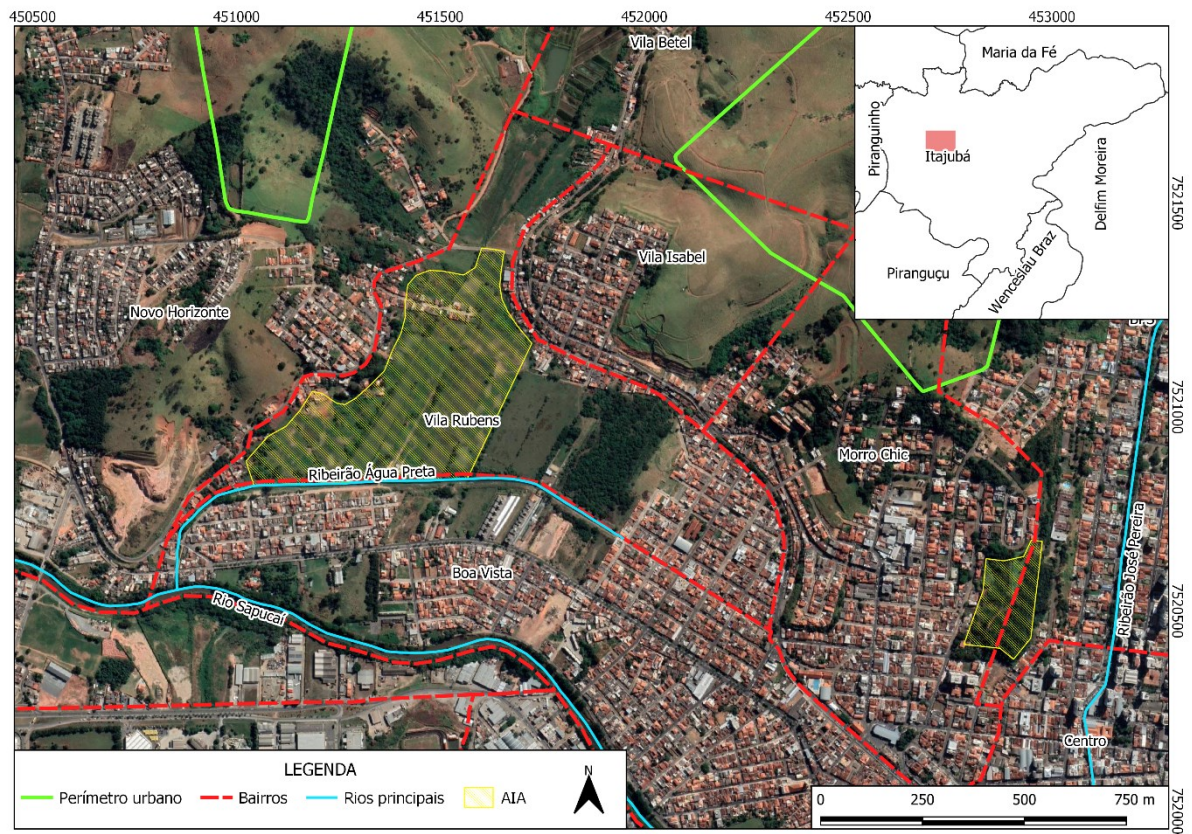 450500 451000 451500 452000 452500 453000
Vila Betel
Maria da Fé
Piranguinho
Itajubá
Delfim Moreira
Piranguçu
Wenceslau Braz
7521500
Vila Isabel
Novo Horizonte
7521000
Vila Rubens
Morro Chic
Ribeirão Água Preta
Ribeirão José Pereira
Boa Vista
Rio Sapucaí
7520500
Centro
LEGENDA
Perímetro urbano
Bairros
Rios principais
AIA
N
0 250 500 750 m
752000